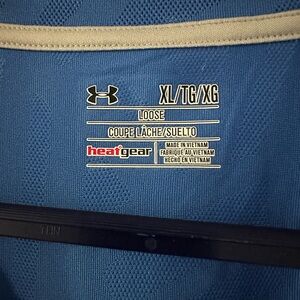 XL/TG/XG
LOOSE
COUPE LÂCHE/SUELTO
heatgear
MADE IN VIETNAM
FABRIQUÉ AU VIETNAM
HECHO EN VIETNAM